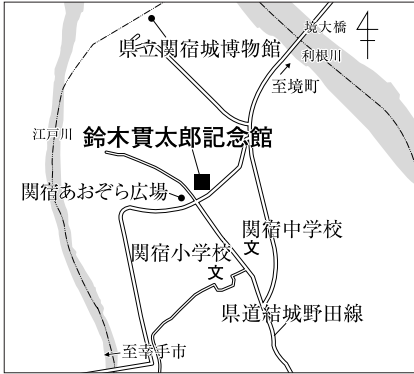 境大橋
県立関宿城博物館
利根川
至境町
江戸川
鈴木貫太郎記念館
関宿あおぞら広場
関宿中学校
文
関宿小学校
文
県道結城野田線
至幸手市